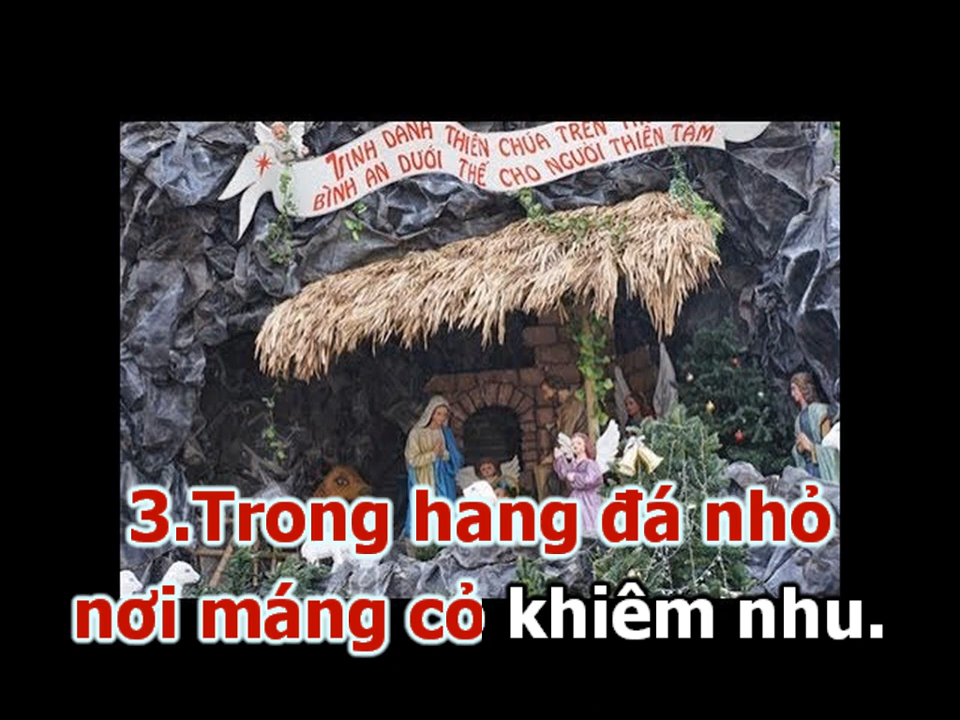 VINH DANH THIÊN CHÚA TRÊN
BÌNH AN DƯỚI THẾ CHO NGƯỜI THIỆN TÂM
3.Trong hang đá nhỏ
nơi máng cỏ khiêm nhu.